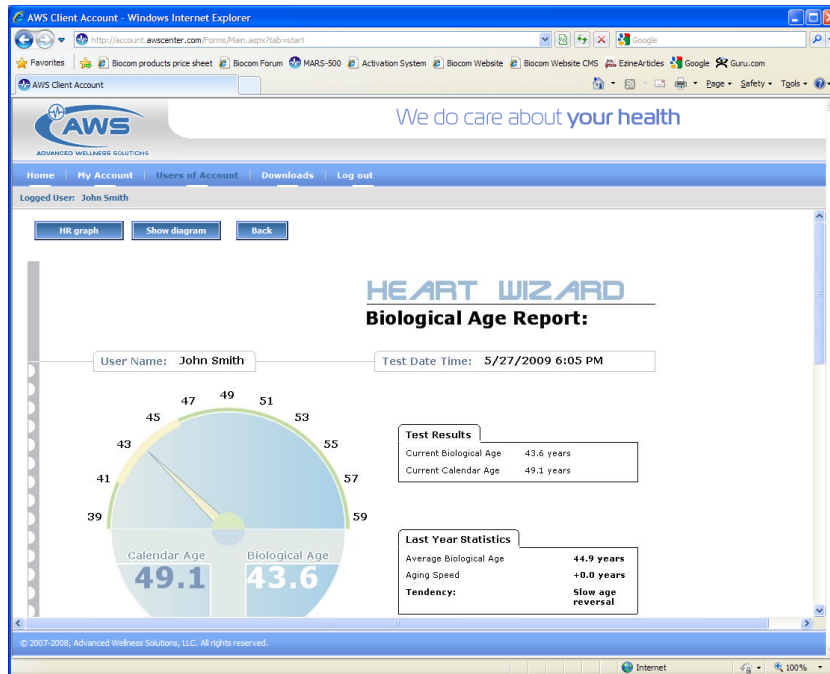 AWS Client Account - Windows Internet Explorer
http://account.awscenter.com/Forms/Main.aspx?tab=start
Google
Favorites Biocom products price sheet Biocom Forum MARS-500 Activation System Biocom Website Biocom Website CMS EzineArticles Google Guru.com
AWS Client Account
Page Safety Tools
AWS
ADVANCED WELLNESS SOLUTIONS
We do care about your health
Home My Account Users of Account Downloads Log out
Logged User: John Smith
HR graph Show diagram Back
HEART WIZARD
Biological Age Report:
User Name: John Smith
Test Date Time: 5/27/2009 6:05 PM
39
41
43
45
47
49
51
53
55
57
59
Calendar Age
49.1
Biological Age
43.6
Test Results
Current Biological Age 43.6 years
Current Calendar Age 49.1 years
Last Year Statistics
Average Biological Age 44.9 years
Aging Speed +0.0 years
Tendency: Slow age
reversal
© 2007-2008, Advanced Wellness Solutions, LLC. All rights reserved.
Internet
100%